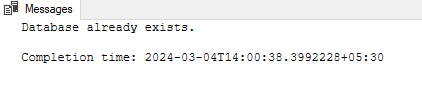 Messages
Database already exists.
Completion time: 2024-03-04T14:00:38.3992228+05:30